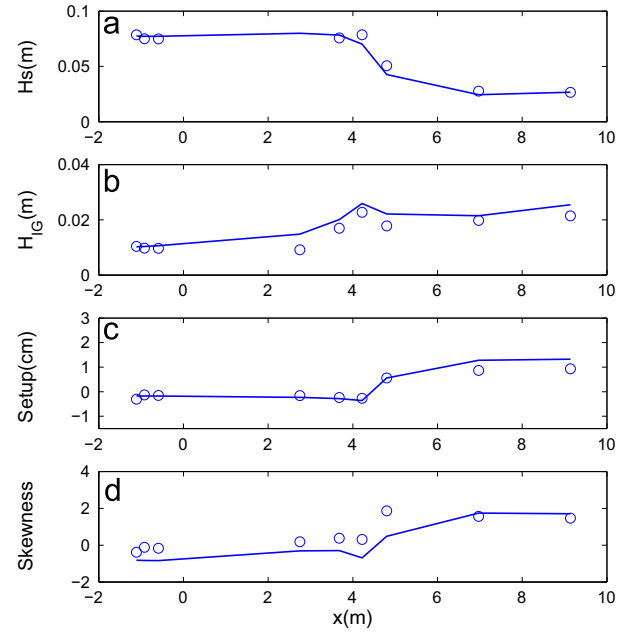 a
Hs(m)
0.1
0.05
0
−2 0 2 4 6 8 10
b
H_IG(m)
0.04
0.02
0
−2 0 2 4 6 8 10
c
Setup(cm)
3
2
1
0
−1
−2 0 2 4 6 8 10
d
Skewness
4
2
0
−2
−2 0 2 4 6 8 10
x(m)